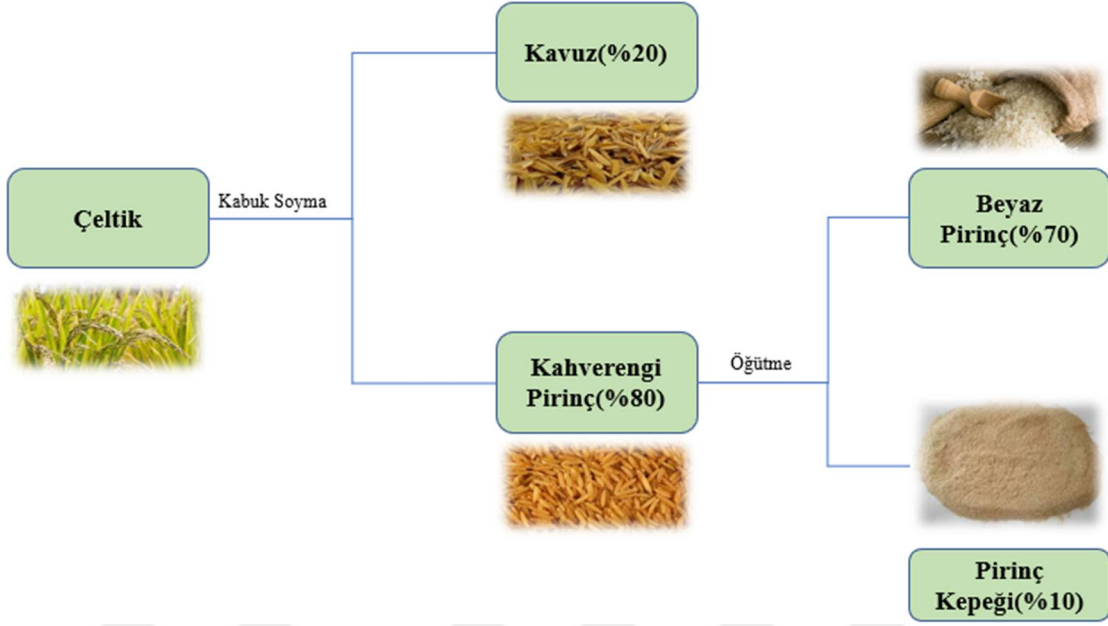 Kavuz(%20)
Çeltik
Kabuk Soyma
Beyaz
Pirinç(%70)
Kahverengi
Pirinç(%80)
Öğütme
Pirinç
Kepeği(%10)